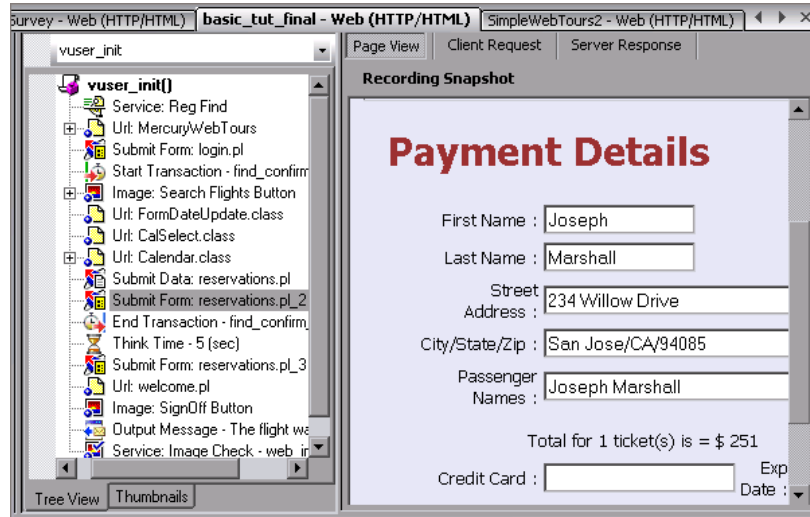 Survey - Web (HTTP/HTML)
basic_tut_final - Web (HTTP/HTML)
SimpleWebTours2 - Web (HTTP/HTML)
vuser_init
vuser_init()
Service: Reg Find
Url: MercuryWebTours
Submit Form: login.pl
Start Transaction - find_confirm
Image: Search Flights Button
Url: FormDateUpdate.class
Url: CalSelect.class
Url: Calendar.class
Submit Data: reservations.pl
Submit Form: reservations.pl_2
End Transaction - find_confirm_
Think Time - 5 (sec)
Submit Form: reservations.pl_3
Url: welcome.pl
Image: SignOff Button
Output Message - The flight wa
Service: Image Check - web_ir
Tree View
Thumbnails
Page View
Client Request
Server Response
Recording Snapshot
Payment Details
First Name : Joseph
Last Name : Marshall
Street
Address : 234 Willow Drive
City/State/Zip : San Jose/CA/94085
Passenger
Names : Joseph Marshall
Total for 1 ticket(s) is = $ 251
Credit Card :
Exp
Date :